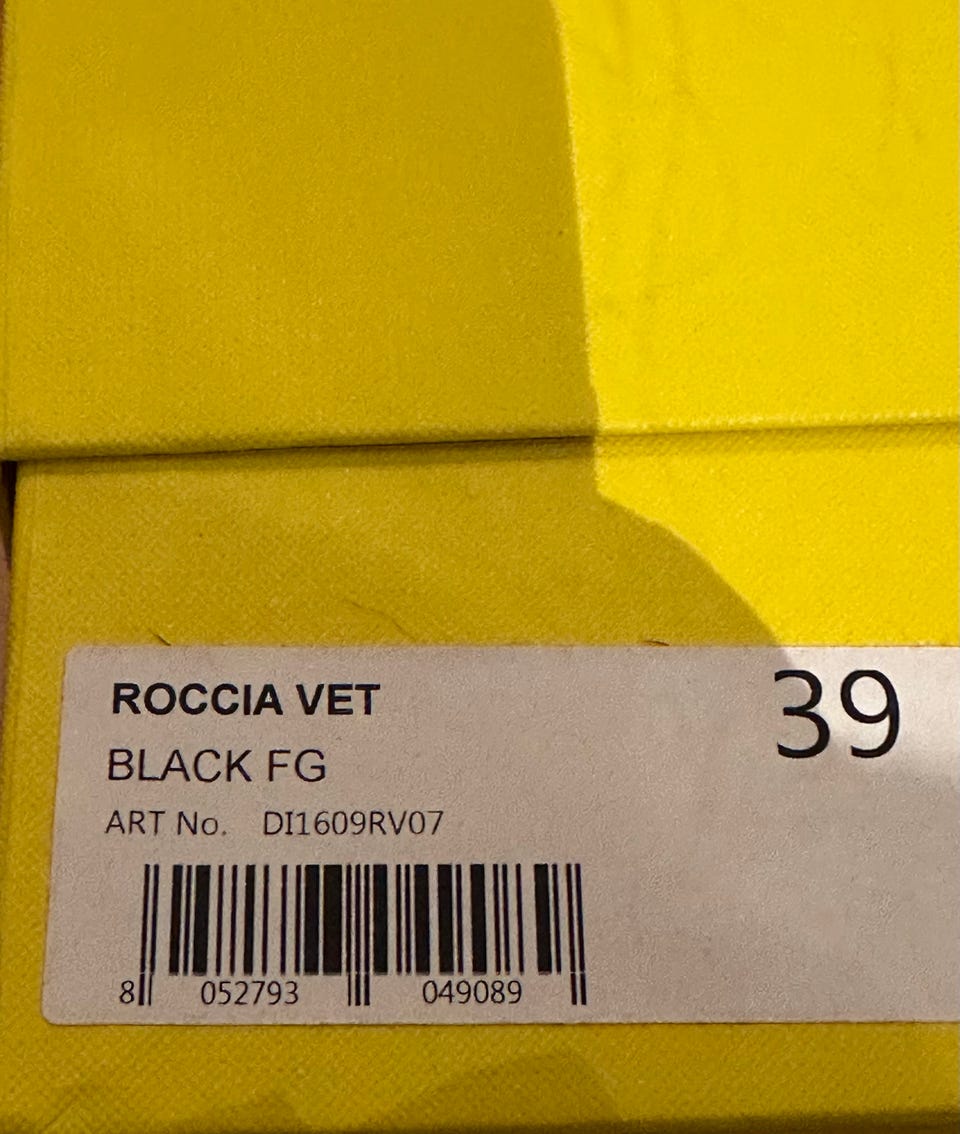 ROCCIA VET
39
BLACK FG
ART No. DI1609RV07
8 052793 049089